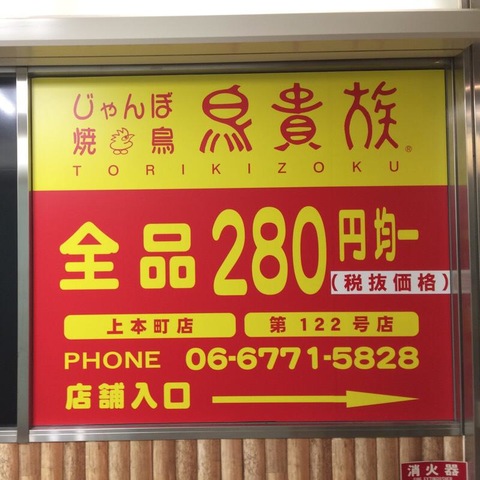 じゃんぼ
焼鳥 鳥貴族®
TORIKIZOKU
全品280円均一
(税抜価格)
上本町店 第122号店
PHONE 06-6771-5828
店舗入口
消火器